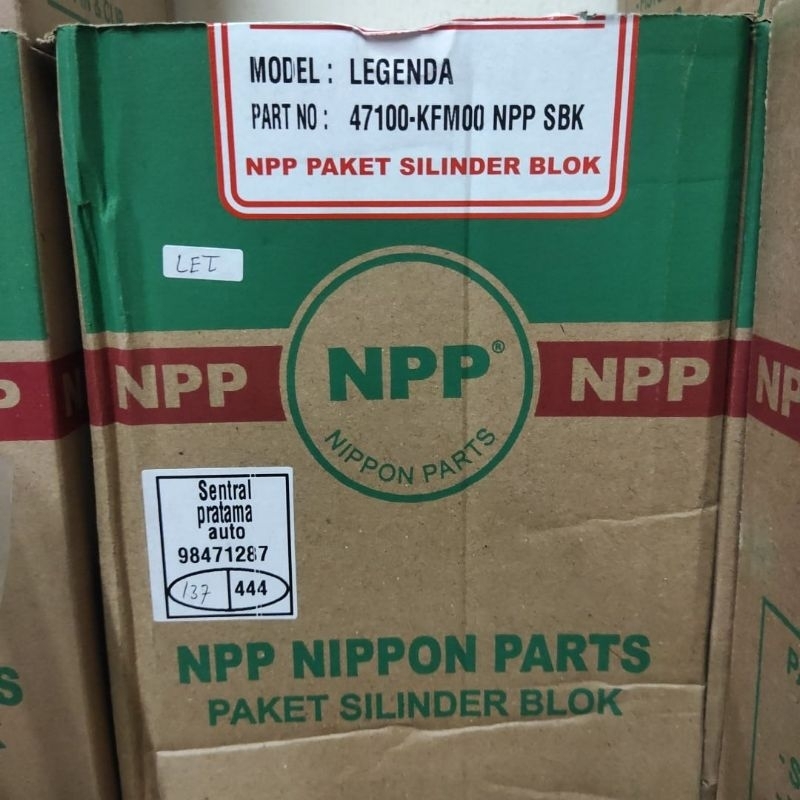 MODEL : LEGENDA
PART NO : 47100-KFM00 NPP SBK
NPP PAKET SILINDER BLOK
LEI
NPP
NPP®
NPP
NIPPON PARTS
Sentral
pratama
auto
98471287
137 444
NPP NIPPON PARTS
PAKET SILINDER BLOK